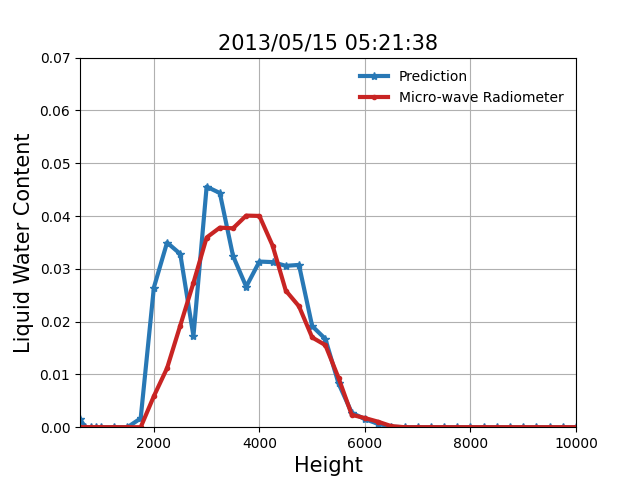 2013/05/15 05:21:38
Prediction
Micro-wave Radiometer
Liquid Water Content
0.07
0.06
0.05
0.04
0.03
0.02
0.01
0.00
2000 4000 6000 8000 10000
Height